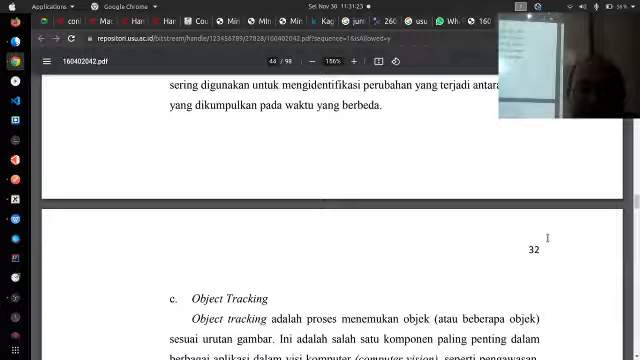 Applications
Google Chrome
Sel, Nov 30 11:31:23
56%
repositori.usu.ac.id/bitstream/handle/123456789/27828/160402042.pdf?sequence=1&isAllowed=y
160402042.pdf
44 / 98
156%
sering digunakan untuk mengidentifikasi perubahan yang terjadi antara
yang dikumpulkan pada waktu yang berbeda.
32
c. Object Tracking
Object tracking adalah proses menemukan objek (atau beberapa objek)
sesuai urutan gambar. Ini adalah salah satu komponen paling penting dalam
berbagai aplikasi dalam visi komputer (computer vision), seperti pengawasan